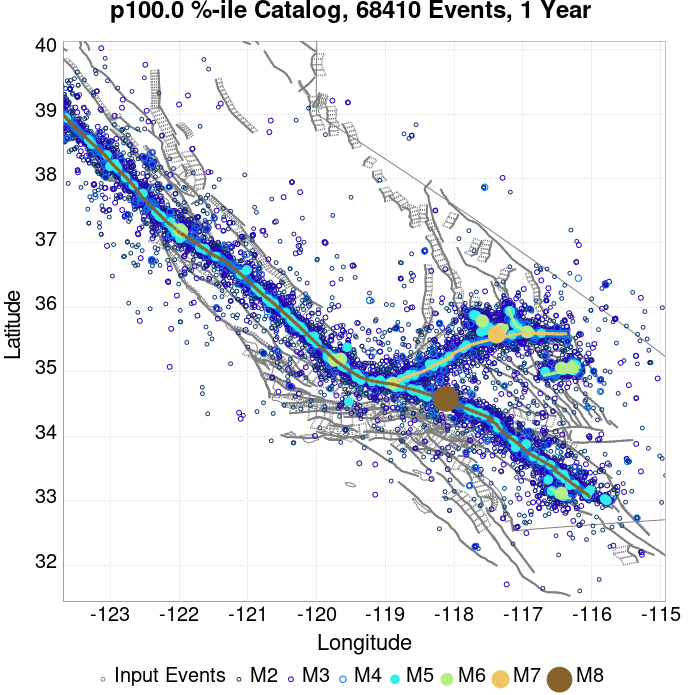 p100.0 %-ile Catalog, 68410 Events, 1 Year
40
39
38
37
36
35
34
33
32
Latitude
-123 -122 -121 -120 -119 -118 -117 -116 -115
Longitude
Input Events M2 M3 M4 M5 M6 M7 M8